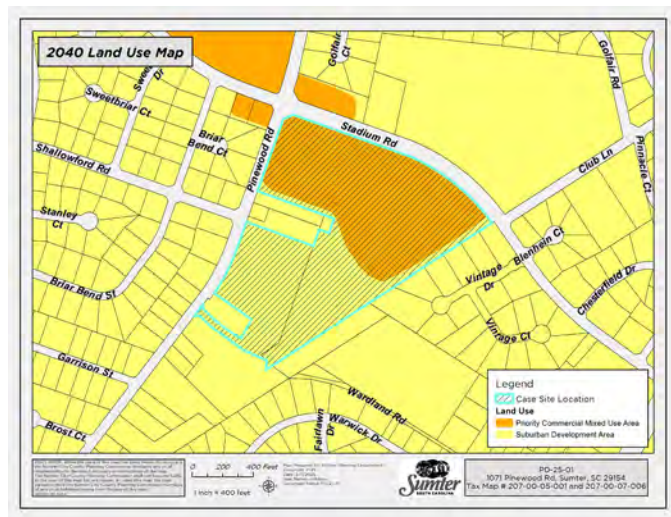 2040 Land Use Map
Golfair
Ct
Golfair Rd
Sweetbriar Ct
Dr
Briar
Bend Ct
Stadium Rd
Pinewood Rd
Shallowford Rd
Club Ln
Pinnacle Ct
Stanley
Ct
Briar Bend St
Blenhein Ct
Vintage
Dr
Chesterfield Dr
Vintage Ct
Garrison St
Wardland Rd
Fairlawn
Dr
Warwick Dr
Brost Ct
Legend
Case Site Location
Land Use
Priority Commercial Mixed Use Area
Suburban Development Area
0 200 400 Feet
1 inch = 400 feet
Sumter
SOUTH CAROLINA
PD-25-01
1071 Pinewood Rd, Sumter, SC 29154
Tax Map # 207-00-05-001 and 207-00-07-006